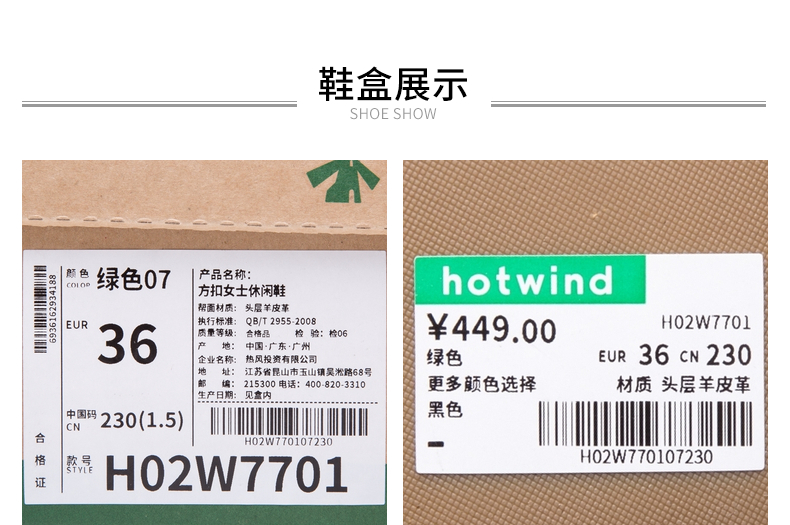 鞋盒展示
SHOE SHOW
颜色 绿色07
COLOP
EUR 36
中国码 230(1.5)
CN
款号 H02W7701
STYLE
合格证
6936162934188
产品名称：
方扣女士休闲鞋
帮面材质： 头层羊皮革
执行标准： QB/T 2955-2008
质量等级： 合格品 检 验：检06
产 地： 中国·广东·广州
企业名称： 热风投资有限公司
地 址： 江苏省昆山市玉山镇吴淞路68号
邮 编： 215300 电话：400-820-3310
生产日期： 见盒内
H02W770107230
hotwind
¥449.00 H02W7701
绿色 EUR 36 CN 230
更多颜色选择 材质 头层羊皮革
黑色
H02W770107230